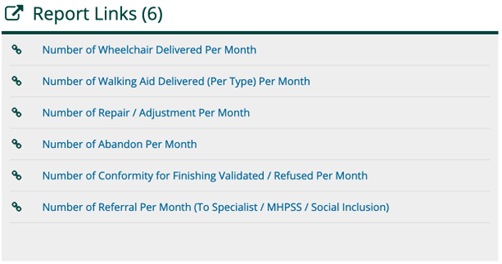 Report Links (6)
Number of Wheelchair Delivered Per Month
Number of Walking Aid Delivered (Per Type) Per Month
Number of Repair / Adjustment Per Month
Number of Abandon Per Month
Number of Conformity for Finishing Validated / Refused Per Month
Number of Referral Per Month (To Specialist / MHPSS / Social Inclusion)